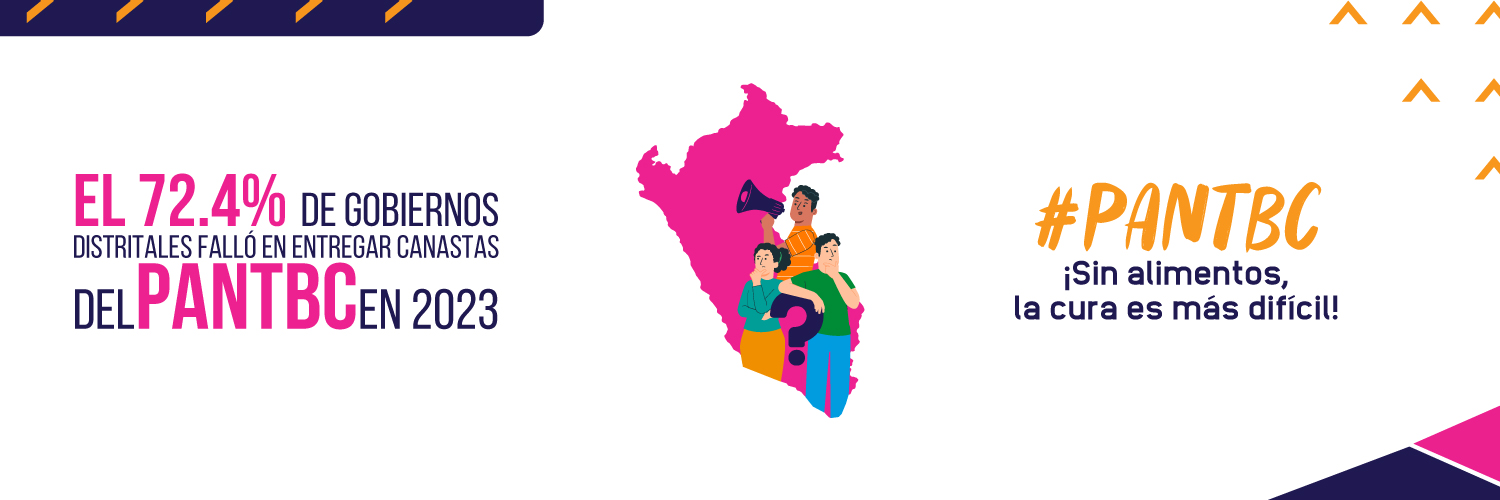 EL 72.4% DE GOBIERNOS
DISTRITALES FALLÓ EN ENTREGAR CANASTAS
DEL PANTBC EN 2023
#PANTBC
¡Sin alimentos,
la cura es más difícil!
?